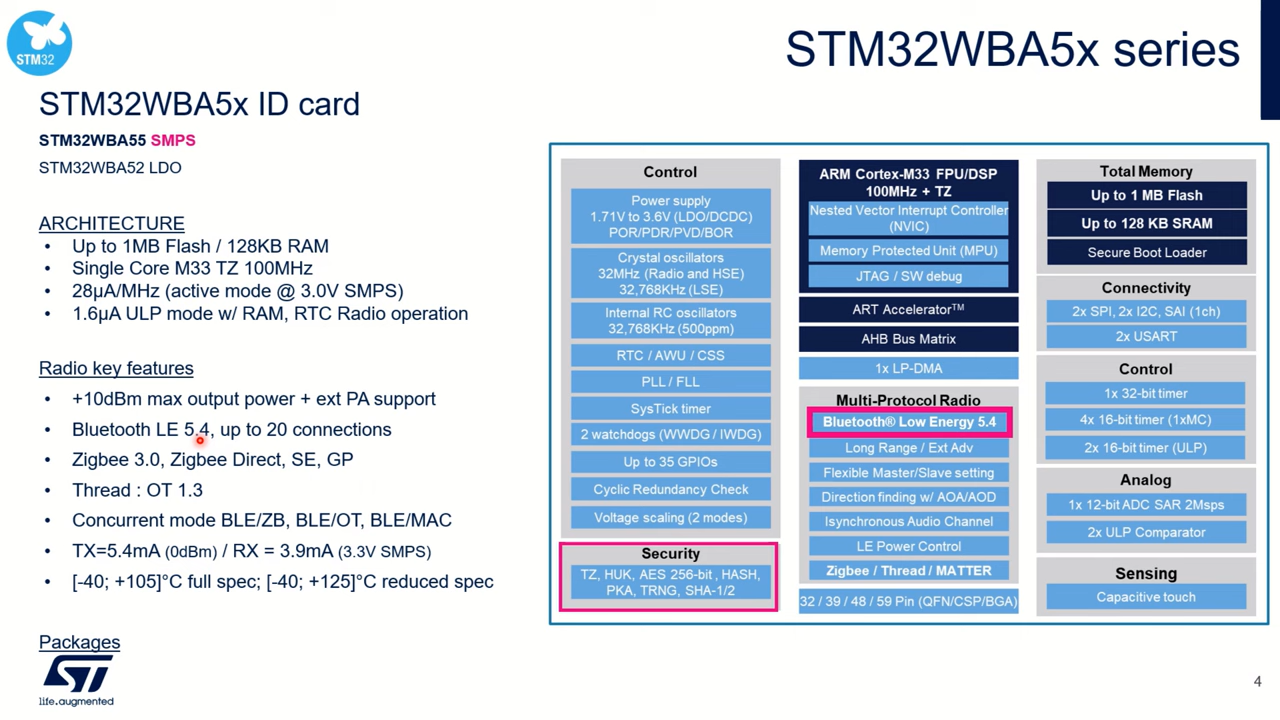 STM32
STM32WBA5x series
STM32WBA5x ID card
STM32WBA55 SMPS
STM32WBA52 LDO
ARCHITECTURE
• Up to 1MB Flash / 128KB RAM
• Single Core M33 TZ 100MHz
• 28µA/MHz (active mode @ 3.0V SMPS)
• 1.6µA ULP mode w/ RAM, RTC Radio operation
Radio key features
• +10dBm max output power + ext PA support
• Bluetooth LE 5.4, up to 20 connections
• Zigbee 3.0, Zigbee Direct, SE, GP
• Thread : OT 1.3
• Concurrent mode BLE/ZB, BLE/OT, BLE/MAC
• TX=5.4mA (0dBm) / RX = 3.9mA (3.3V SMPS)
• [-40; +105]°C full spec; [-40; +125]°C reduced spec
Packages
ST
life.augmented
Control
Power supply
1.71V to 3.6V (LDO/DCDC)
POR/PDR/PVD/BOR
Crystal oscillators
32MHz (Radio and HSE)
32,768KHz (LSE)
Internal RC oscillators
32,768KHz (500ppm)
RTC / AWU / CSS
PLL / FLL
SysTick timer
2 watchdogs (WWDG / IWDG)
Up to 35 GPIOs
Cyclic Redundancy Check
Voltage scaling (2 modes)
Security
TZ, HUK, AES 256-bit , HASH,
PKA, TRNG, SHA-1/2
ARM Cortex-M33 FPU/DSP
100MHz + TZ
Nested Vector Interrupt Controller
(NVIC)
Memory Protected Unit (MPU)
JTAG / SW debug
ART Accelerator™
AHB Bus Matrix
1x LP-DMA
Multi-Protocol Radio
Bluetooth® Low Energy 5.4
Long Range / Ext Adv
Flexible Master/Slave setting
Direction finding w/ AOA/AOD
Isynchronous Audio Channel
LE Power Control
Zigbee / Thread / MATTER
32 / 39 / 48 / 59 Pin (QFN/CSP/BGA)
Total Memory
Up to 1 MB Flash
Up to 128 KB SRAM
Secure Boot Loader
Connectivity
2x SPI, 2x I2C, SAI (1ch)
2x USART
Control
1x 32-bit timer
4x 16-bit timer (1xMC)
2x 16-bit timer (ULP)
Analog
1x 12-bit ADC SAR 2Msps
2x ULP Comparator
Sensing
Capacitive touch
4